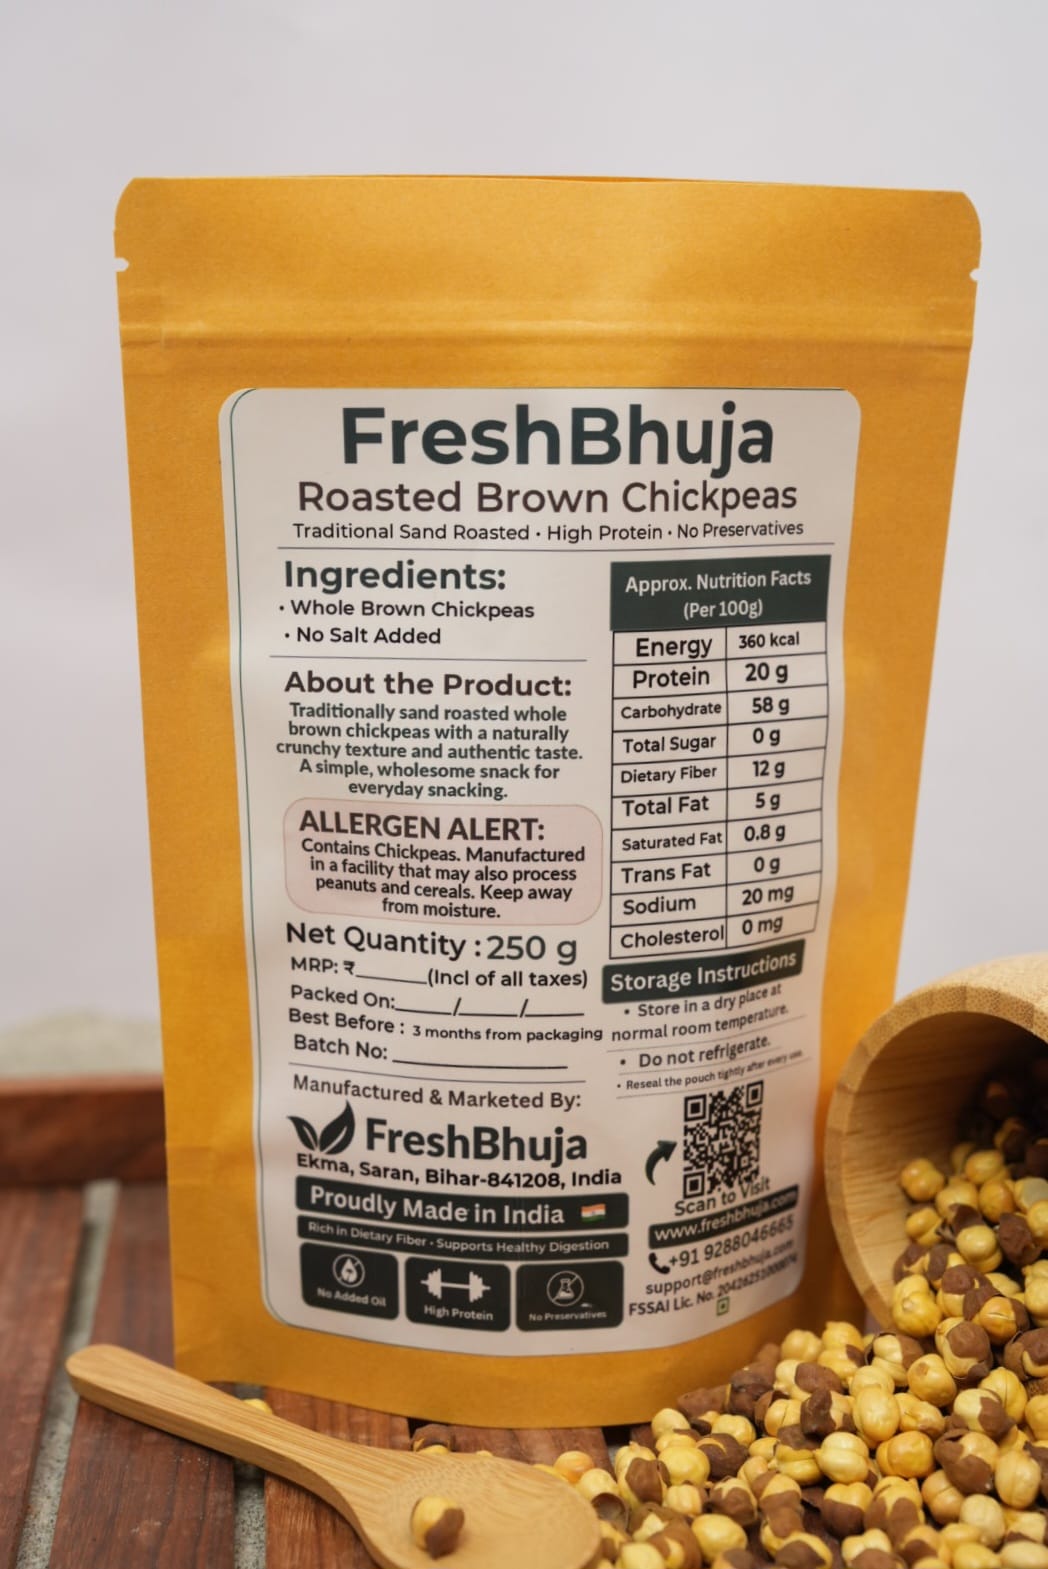 FreshBhuja
Roasted Brown Chickpeas
Traditional Sand Roasted • High Protein • No Preservatives
Ingredients:
• Whole Brown Chickpeas
• No Salt Added
About the Product:
Traditionally sand roasted whole
brown chickpeas with a naturally
crunchy texture and authentic taste.
A simple, wholesome snack for
everyday snacking.
ALLERGEN ALERT:
Contains Chickpeas. Manufactured
in a facility that may also process
peanuts and cereals. Keep away
from moisture.
Net Quantity : 250 g
MRP: ₹______(Incl of all taxes)
Packed On:_____/_____/_____
Best Before : 3 months from packaging
Batch No: _______________
Manufactured & Marketed By:
FreshBhuja
Ekma, Saran, Bihar-841208, India
Proudly Made in India
Rich in Dietary Fiber • Supports Healthy Digestion
No Added Oil
High Protein
No Preservatives
Approx. Nutrition Facts
(Per 100g)
Energy 360 kcal
Protein 20 g
Carbohydrate 58 g
Total Sugar 0 g
Dietary Fiber 12 g
Total Fat 5 g
Saturated Fat 0.8 g
Trans Fat 0 g
Sodium 20 mg
Cholesterol 0 mg
Storage Instructions
• Store in a dry place at
normal room temperature.
• Do not refrigerate.
• Reseal the pouch tightly after every use.
Scan to Visit
www.freshbhuja.com
+91 9288046665
support@freshbhuja.com
FSSAI Lic. No.